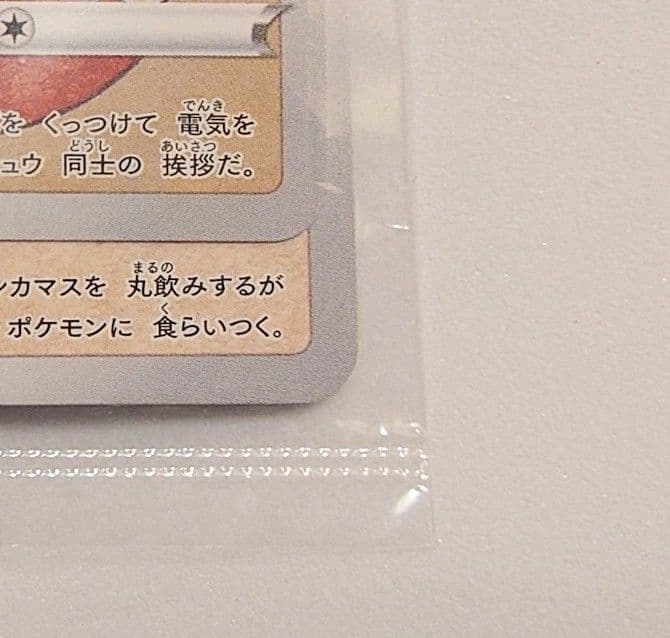 を くっつけて 電気を
ュウ 同士の 挨拶だ。
カマスを 丸飲みするが
ポケモンに 食らいつく。